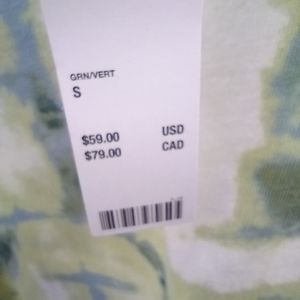 GRN/VERT
S
$59.00 USD
$79.00 CAD